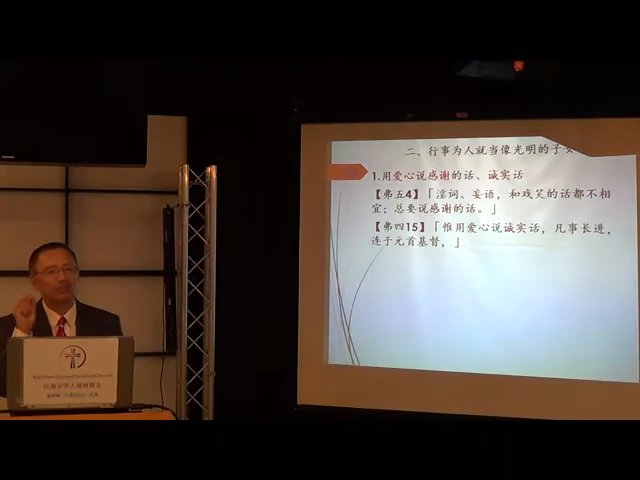 二、行事为人就当像光明的子女
1.用爱心说感谢的话、诚实话
【弗五4】「淫词、妄语，和戏笑的话都不相
宜；总要说感谢的话。」
【弗四15】「惟用爱心说诚实话，凡事长进，
连于元首基督，」
www.rdccc.ca